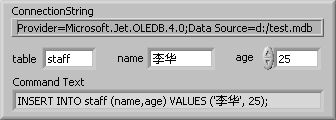 ConnectionString
Provider=Microsoft.Jet.OLEDB.4.0;Data Source=d:/test.mdb
table staff name 李华 age 25
Command Text
INSERT INTO staff (name,age) VALUES ('李华', 25);